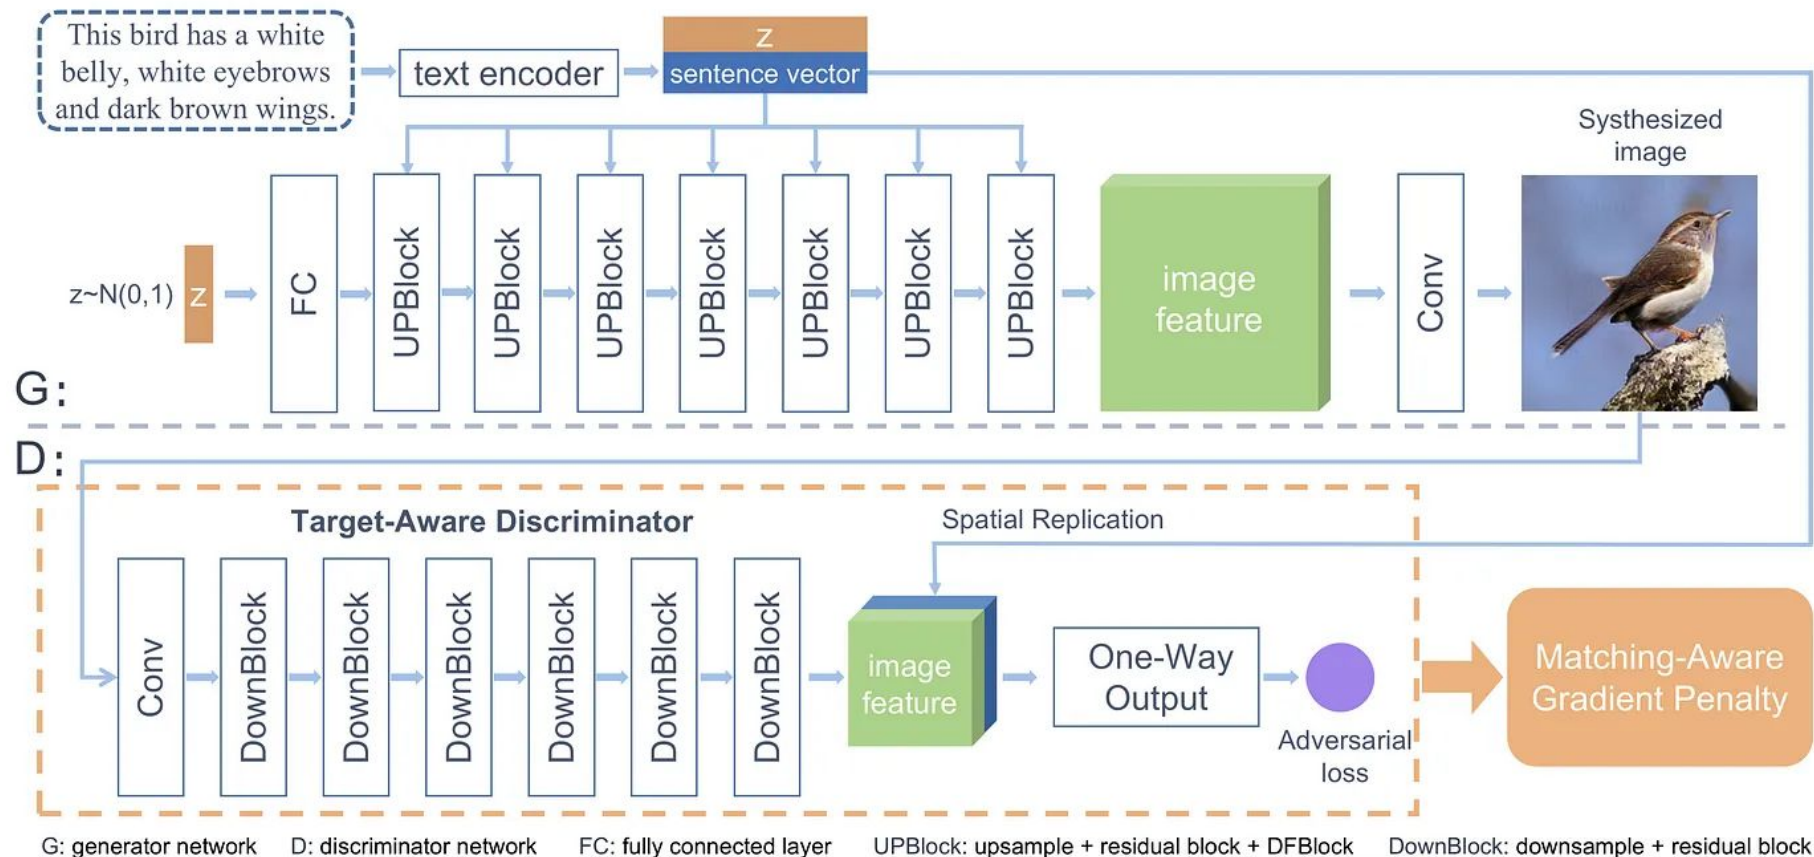 This bird has a white
belly, white eyebrows
and dark brown wings.
text encoder
z
sentence vector
Systhesized
image
z~N(0,1)
z
FC
UPBlock
UPBlock
UPBlock
UPBlock
UPBlock
UPBlock
UPBlock
image
feature
Conv
G:
D:
Target-Aware Discriminator
Spatial Replication
Conv
DownBlock
DownBlock
DownBlock
DownBlock
DownBlock
DownBlock
image
feature
One-Way
Output
Adversarial
loss
Matching-Aware
Gradient Penalty
G: generator network D: discriminator network FC: fully connected layer UPBlock: upsample + residual block + DFBlock DownBlock: downsample + residual block